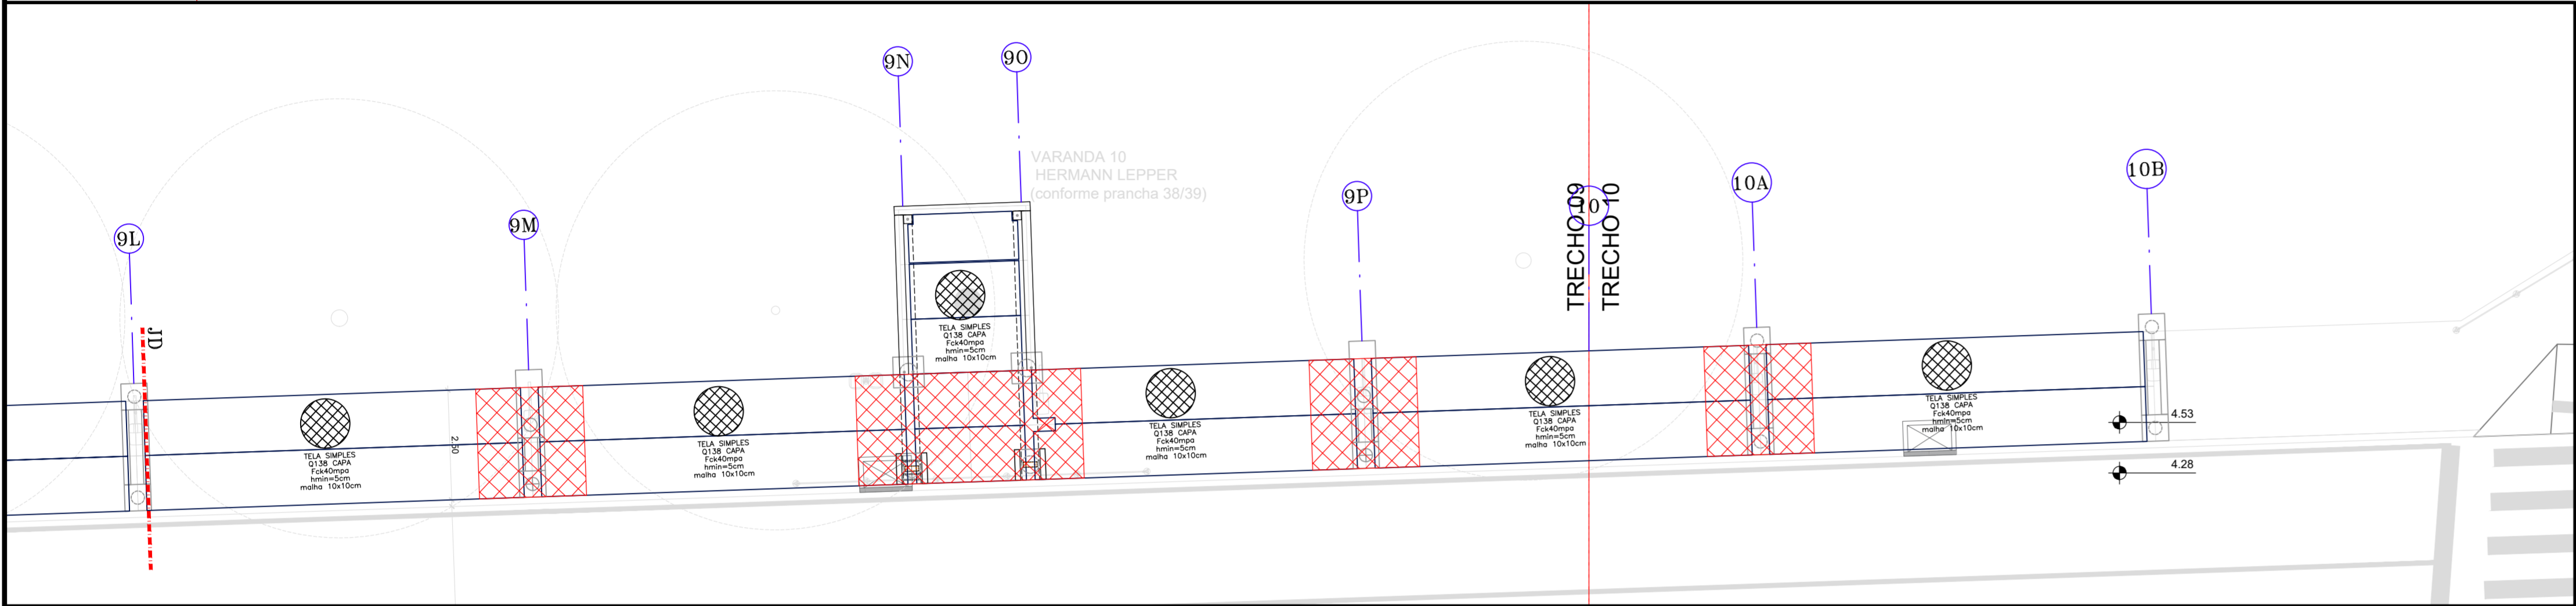 9N
9O
VARANDA 10
HERMANN LEPPER
(conforme prancha 38/39)
10B
10A
9P
TRECHO 09
10
TRECHO 10
9M
9L
JD
TELA SIMPLES
Q138 CAPA
Fck40mpa
hmin=5cm
malha 10x10cm
TELA SIMPLES
Q138 CAPA
Fck40mpa
hmin=5cm
malha 10x10cm
2.50
TELA SIMPLES
Q138 CAPA
Fck40mpa
hmin=5cm
malha 10x10cm
TELA SIMPLES
Q138 CAPA
Fck40mpa
hmin=5cm
malha 10x10cm
TELA SIMPLES
Q138 CAPA
Fck40mpa
hmin=5cm
malha 10x10cm
TELA SIMPLES
Q138 CAPA
Fck40mpa
hmin=5cm
malha 10x10cm
4.53
4.28